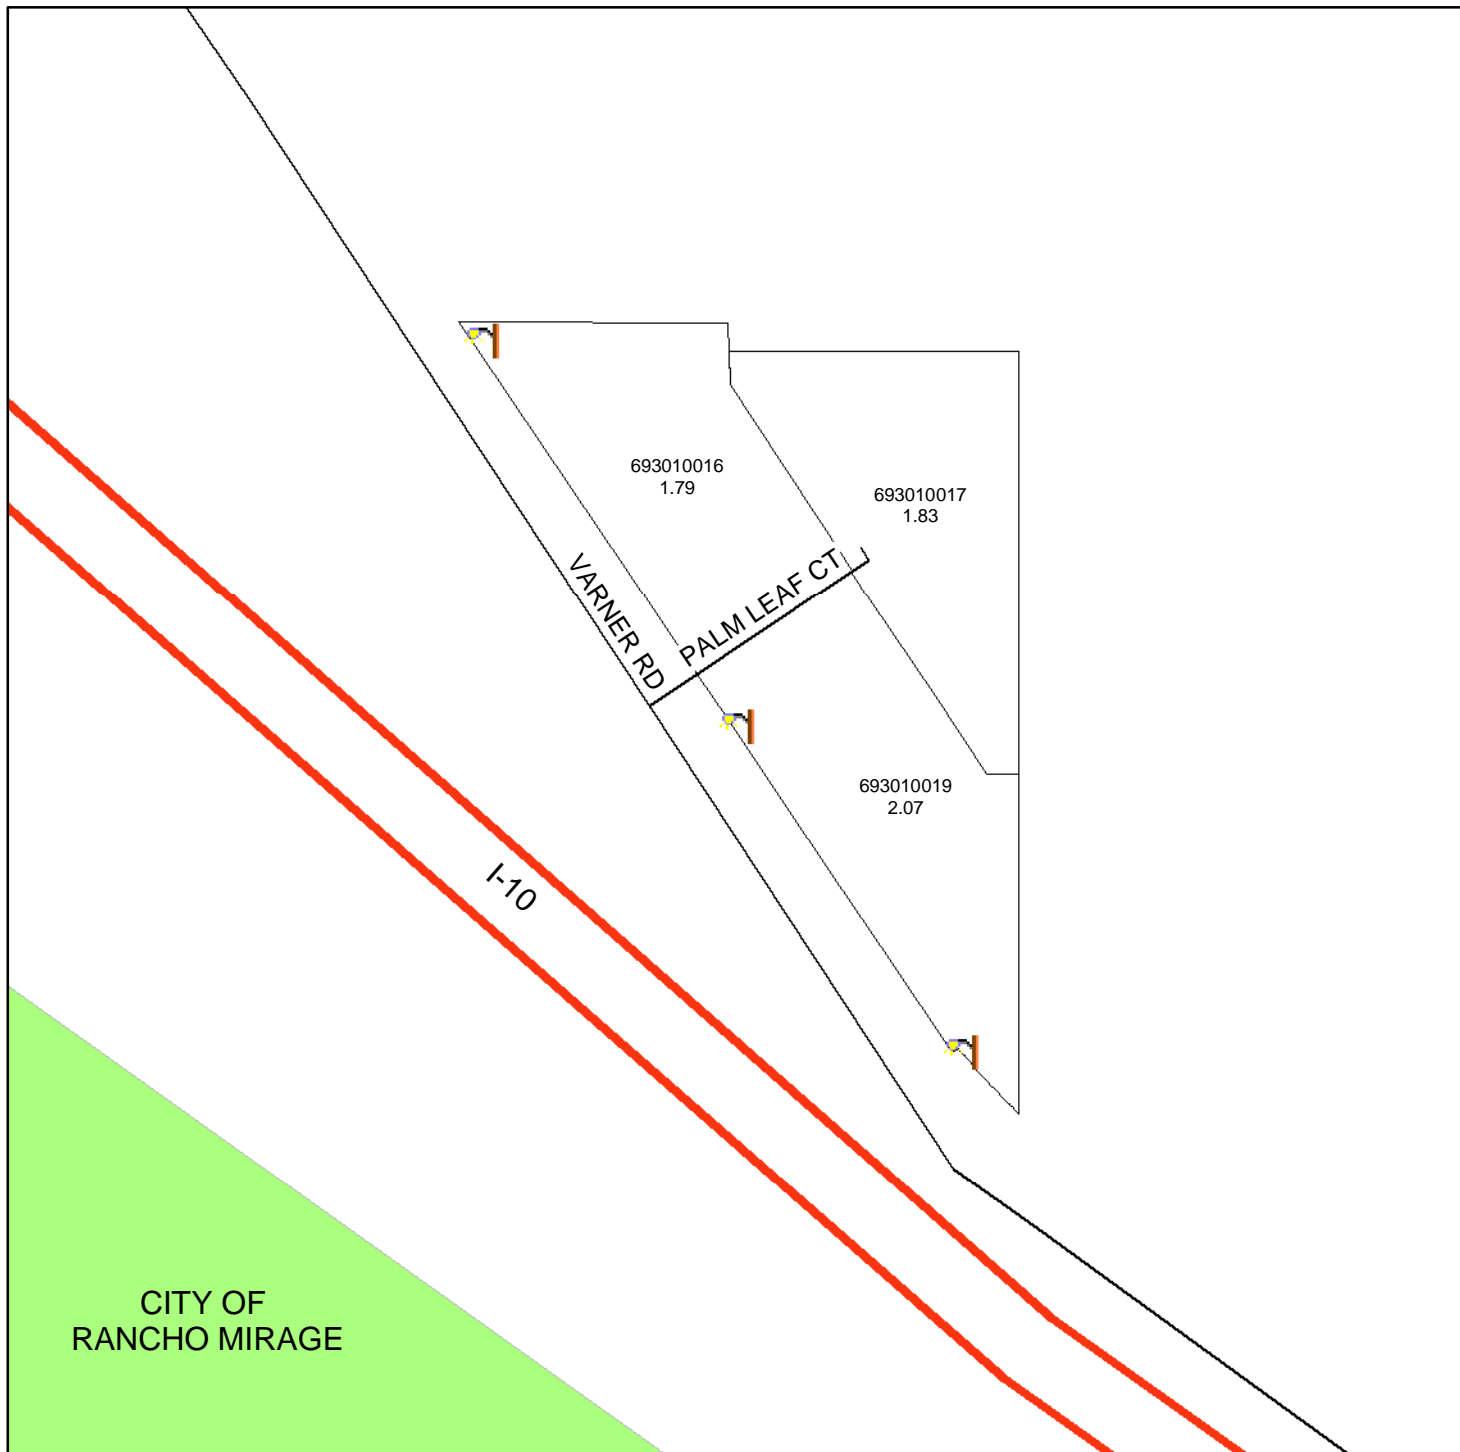 693010016
1.79
693010017
1.83
VARNER RD
PALM LEAF CT
693010019
2.07
I-10
CITY OF
RANCHO MIRAGE